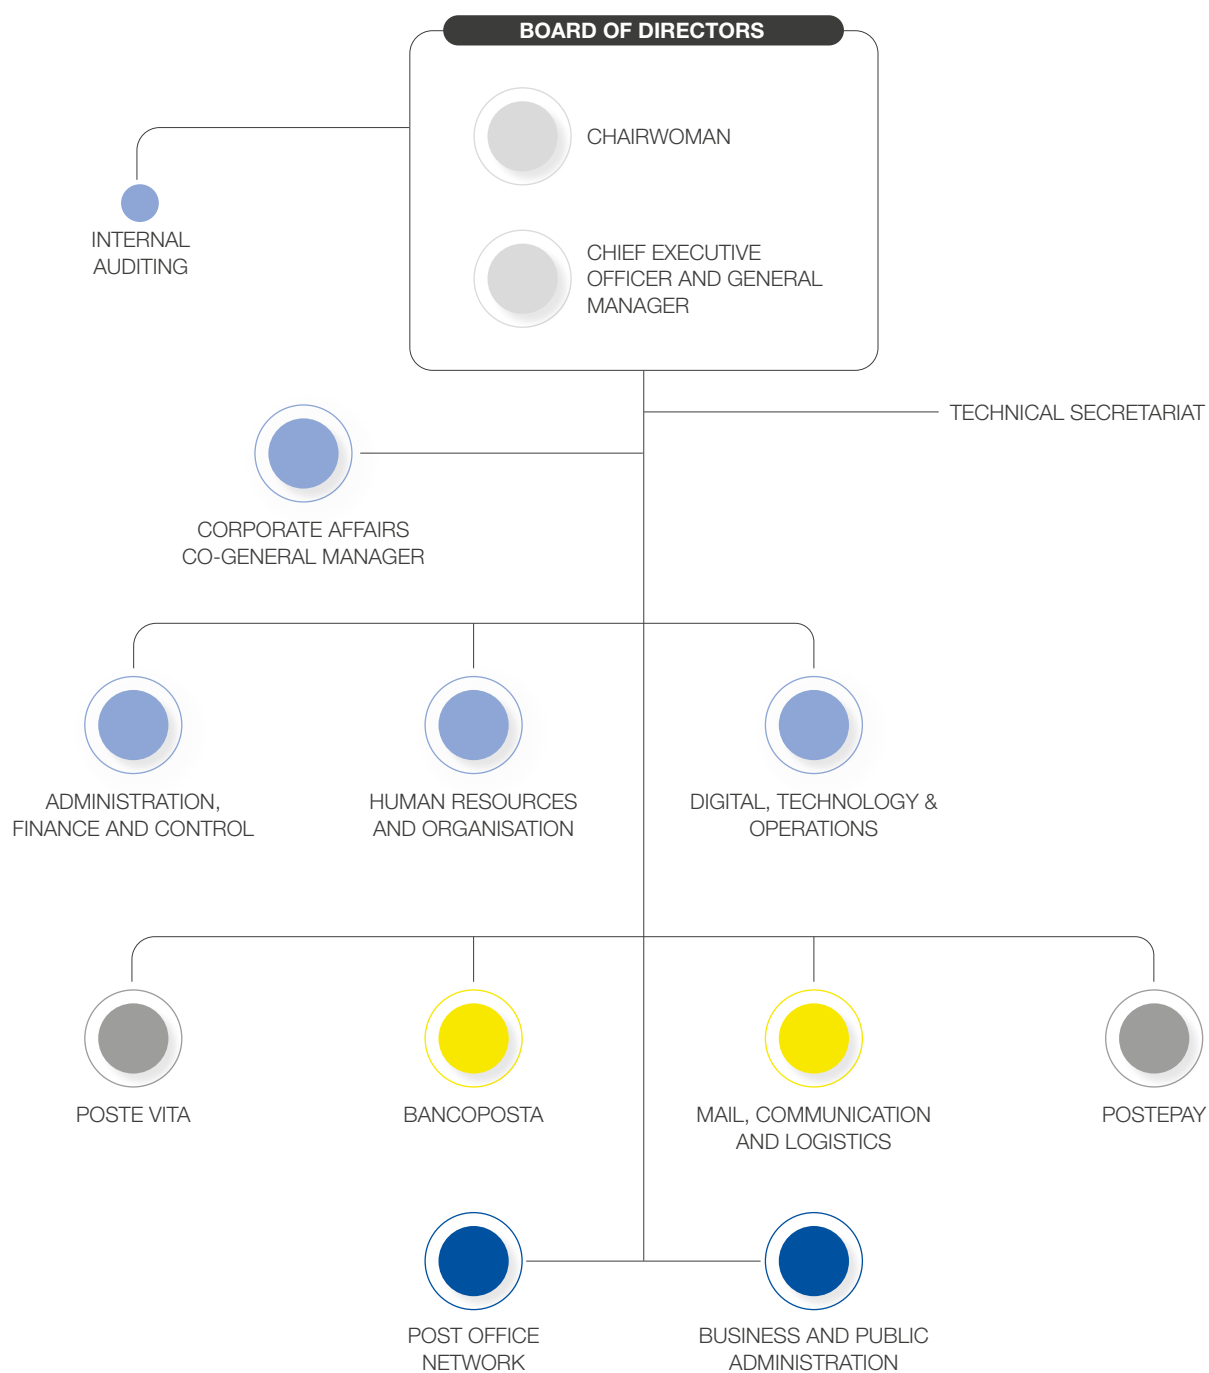 BOARD OF DIRECTORS
CHAIRWOMAN
INTERNAL
AUDITING
CHIEF EXECUTIVE
OFFICER AND GENERAL
MANAGER
TECHNICAL SECRETARIAT
CORPORATE AFFAIRS
CO-GENERAL MANAGER
ADMINISTRATION,
FINANCE AND CONTROL
HUMAN RESOURCES
AND ORGANISATION
DIGITAL, TECHNOLOGY &
OPERATIONS
POSTE VITA
BANCOPOSTA
MAIL, COMMUNICATION
AND LOGISTICS
POSTEPAY
POST OFFICE
NETWORK
BUSINESS AND PUBLIC
ADMINISTRATION